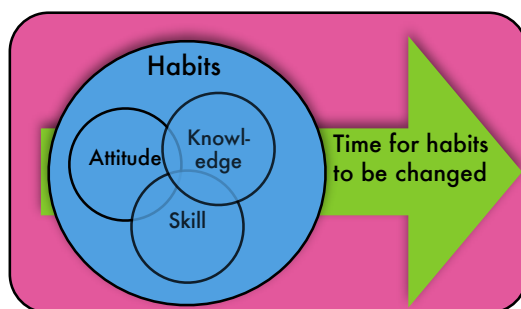 Habits
Attitude
Knowl-
edge
Skill
Time for habits
to be changed